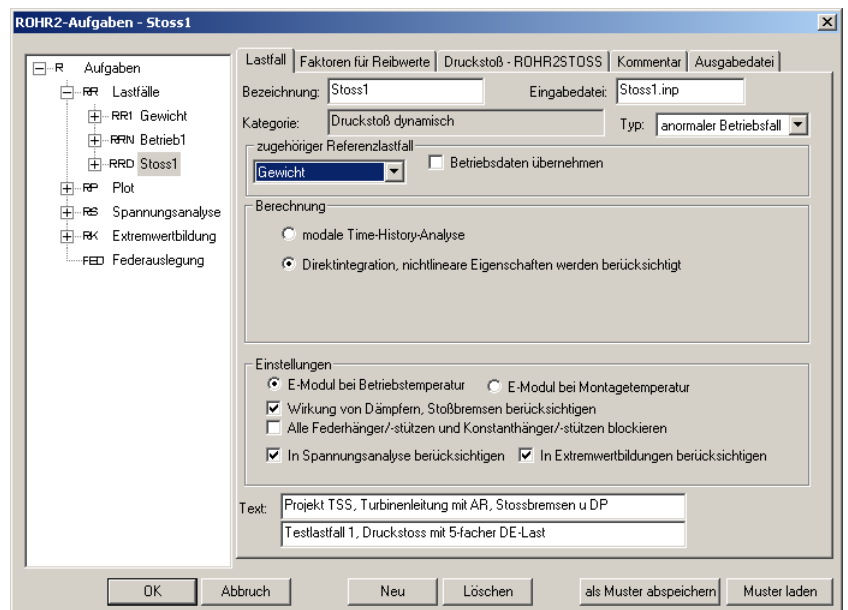 ROHR2-Aufgaben - Stoss1
R Aufgaben
RR Lastfälle
RR1 Gewicht
RRN Betrieb1
RRD Stoss1
RP Plot
RS Spannungsanalyse
RK Extremwertbildung
FED Federauslegung
Lastfall Faktoren für Reibwerte Druckstoß - ROHR2STOSS Kommentar Ausgabedatei
Bezeichnung: Stoss1 Eingabedatei: Stoss1.inp
Kategorie: Druckstoß dynamisch Typ: anormaler Betriebsfall
zugehöriger Referenzlastfall
Gewicht Betriebsdaten übernehmen
Berechnung
modale Time-History-Analyse
Direktintegration, nichtlineare Eigenschaften werden berücksichtigt
Einstellungen
E-Modul bei Betriebstemperatur E-Modul bei Montagetemperatur
Wirkung von Dämpfern, Stoßbremsen berücksichtigen
Alle Federhänger/-stützen und Konstanthänger/-stützen blockieren
In Spannungsanalyse berücksichtigen In Extremwertbildungen berücksichtigen
Text: Projekt TSS, Turbinenleitung mit AR, Stossbremsen u DP
Testlastfall 1, Druckstoss mit 5-facher DE-Last
OK Abbruch Neu Löschen als Muster abspeichern Muster laden